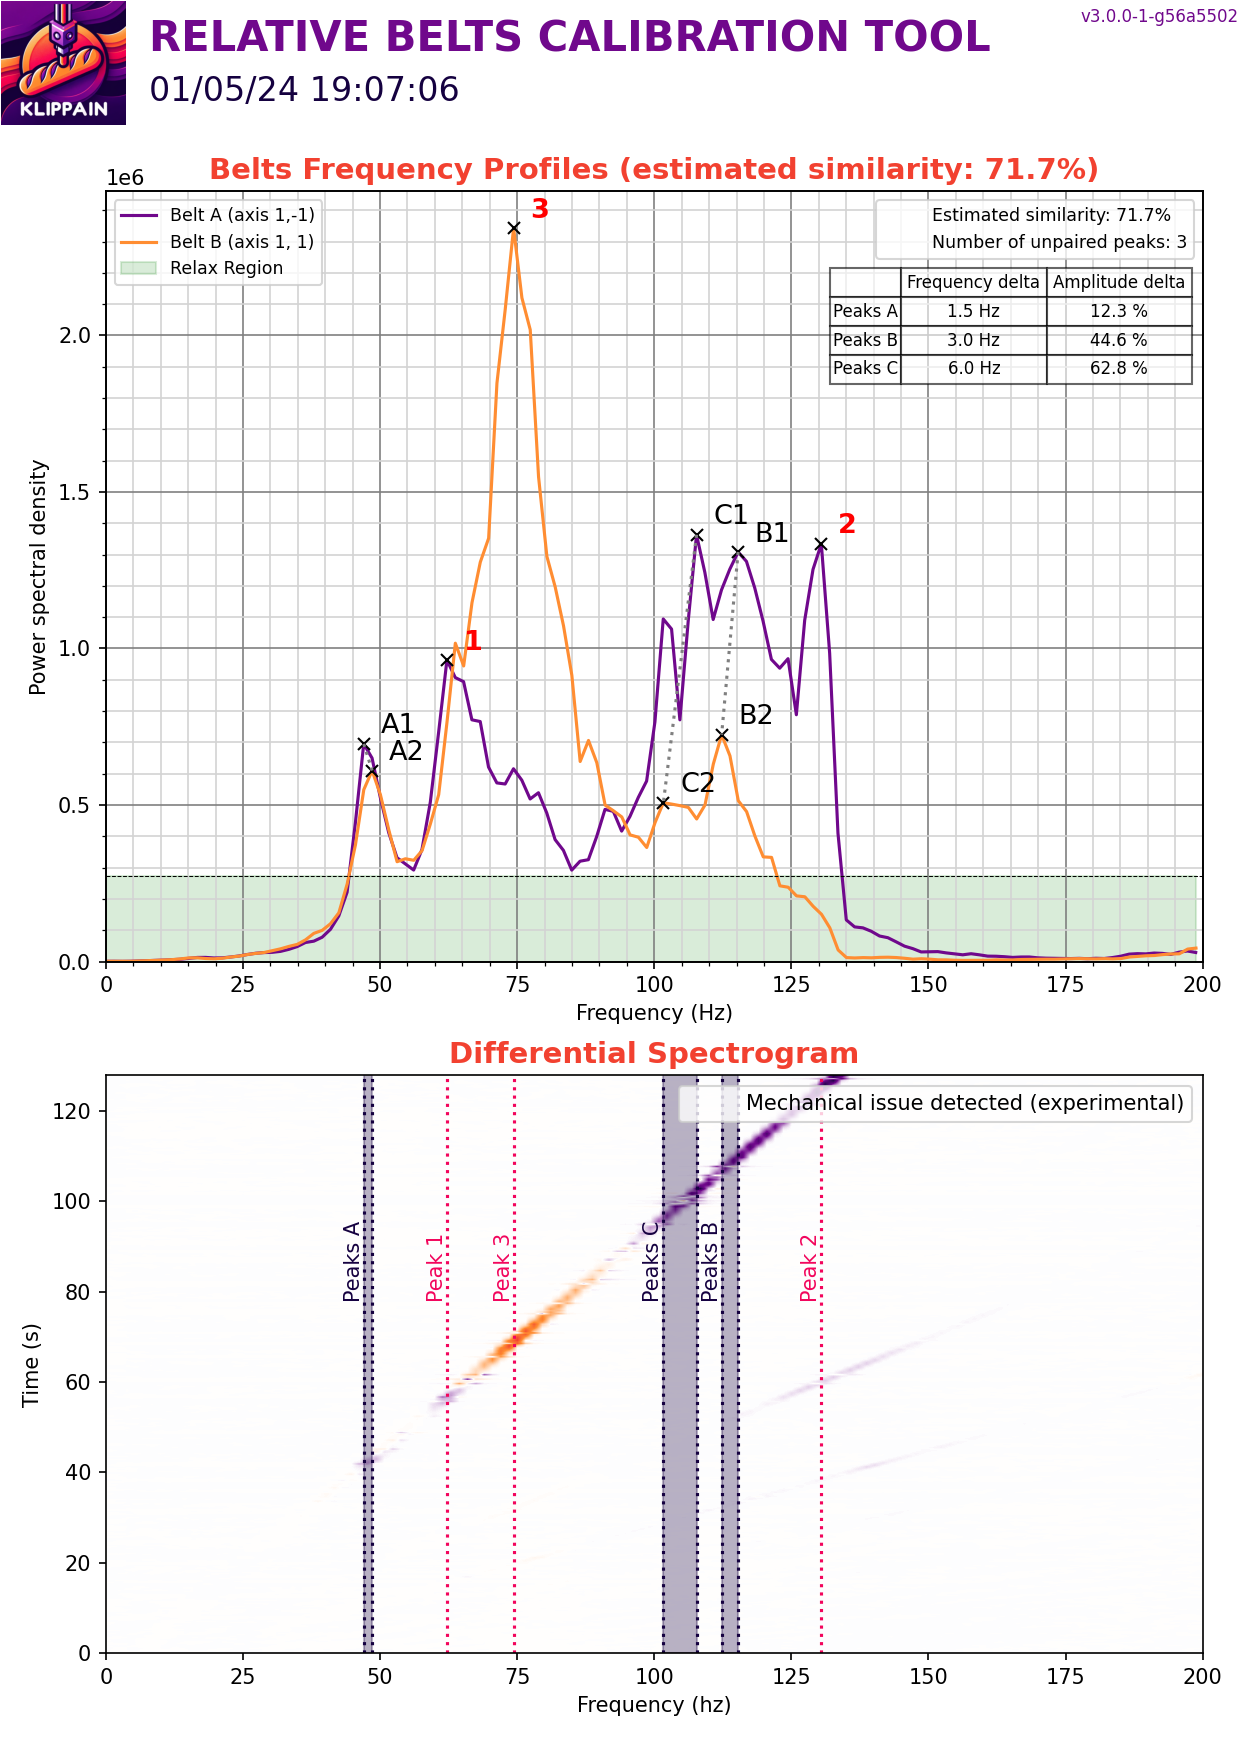 v3.0.0-1-g56a5502
RELATIVE BELTS CALIBRATION TOOL
01/05/24 19:07:06
KLIPPAIN
Belts Frequency Profiles (estimated similarity: 71.7%)
1e6
Belt A (axis 1,-1)
Belt B (axis 1, 1)
Relax Region
Estimated similarity: 71.7%
Number of unpaired peaks: 3
Frequency delta Amplitude delta
Peaks A 1.5 Hz 12.3 %
Peaks B 3.0 Hz 44.6 %
Peaks C 6.0 Hz 62.8 %
3
C1
B1
2
1
A1
A2
B2
C2
2.0
1.5
1.0
0.5
0.0
Power spectral density
0 25 50 75 100 125 150 175 200
Frequency (Hz)
Differential Spectrogram
Mechanical issue detected (experimental)
Peaks A
Peak 1
Peak 3
Peaks C
Peaks B
Peak 2
120
100
80
60
40
20
0
Time (s)
0 25 50 75 100 125 150 175 200
Frequency (hz)